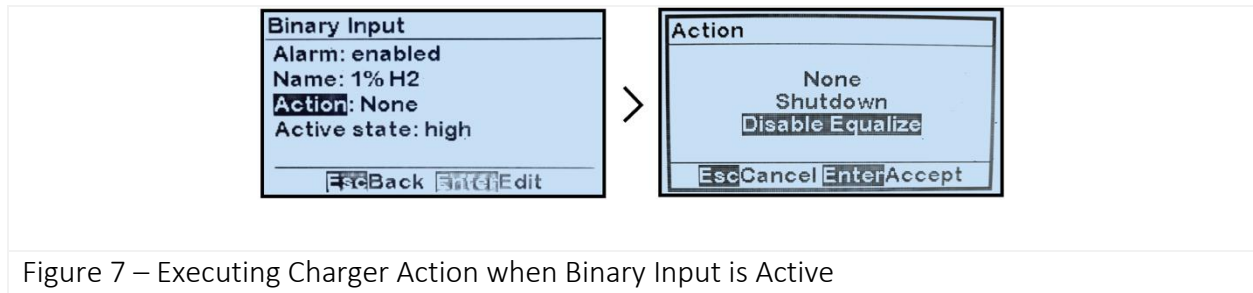 Binary Input
Alarm: enabled
Name: 1% H2
Action: None
Active state: high
Esc Back Enter Edit
>
Action
None
Shutdown
Disable Equalize
Esc Cancel Enter Accept
Figure 7 – Executing Charger Action when Binary Input is Active